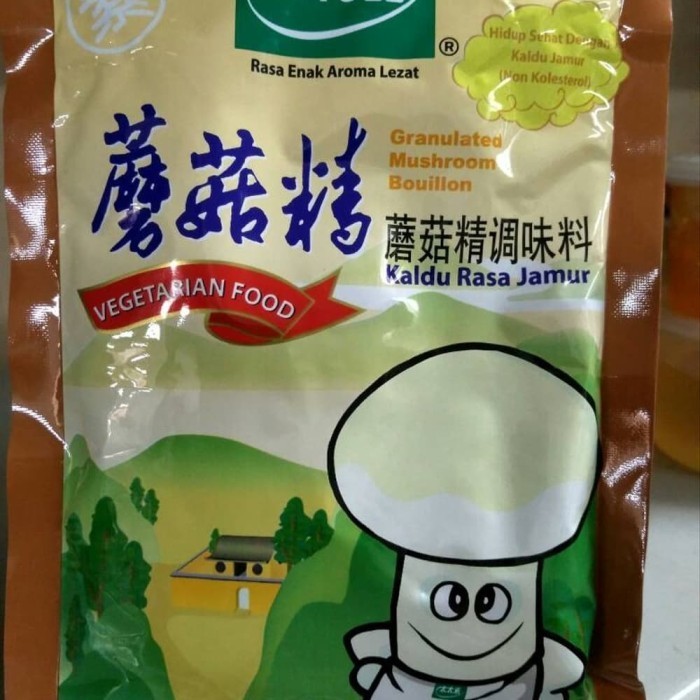 ®
Rasa Enak Aroma Lezat
Hidup Sehat Dengan
Kaldu Jamur
(Non Kolesterol)
蘑菇精
Granulated
Mushroom
Bouillon
蘑菇精调味料
Kaldu Rasa Jamur
VEGETARIAN FOOD